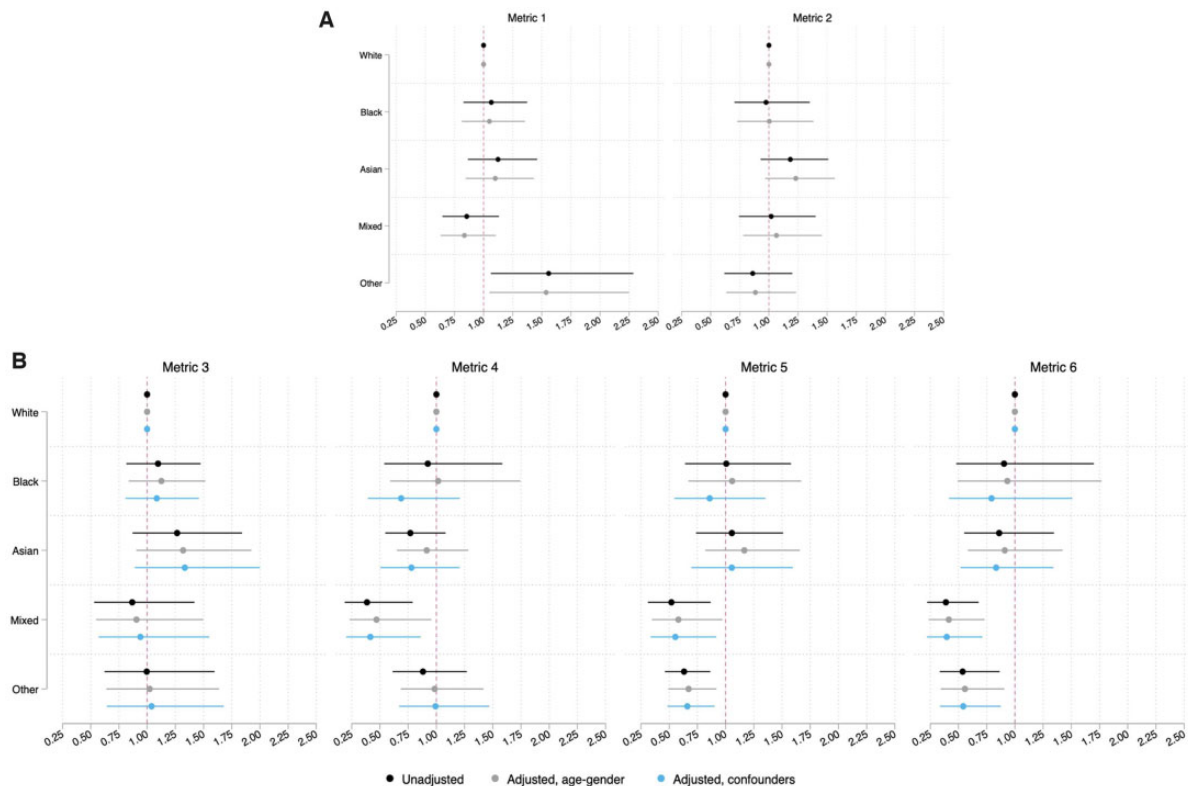 A
Metric 1 Metric 2
White
Black
Asian
Mixed
Other
0.25 0.50 0.75 1.00 1.25 1.50 1.75 2.00 2.25 2.50 0.25 0.50 0.75 1.00 1.25 1.50 1.75 2.00 2.25 2.50
B
Metric 3 Metric 4 Metric 5 Metric 6
White
Black
Asian
Mixed
Other
0.25 0.50 0.75 1.00 1.25 1.50 1.75 2.00 2.25 2.50 0.25 0.50 0.75 1.00 1.25 1.50 1.75 2.00 2.25 2.50 0.25 0.50 0.75 1.00 1.25 1.50 1.75 2.00 2.25 2.50 0.25 0.50 0.75 1.00 1.25 1.50 1.75 2.00 2.25 2.50
Unadjusted Adjusted, age-gender Adjusted, confounders